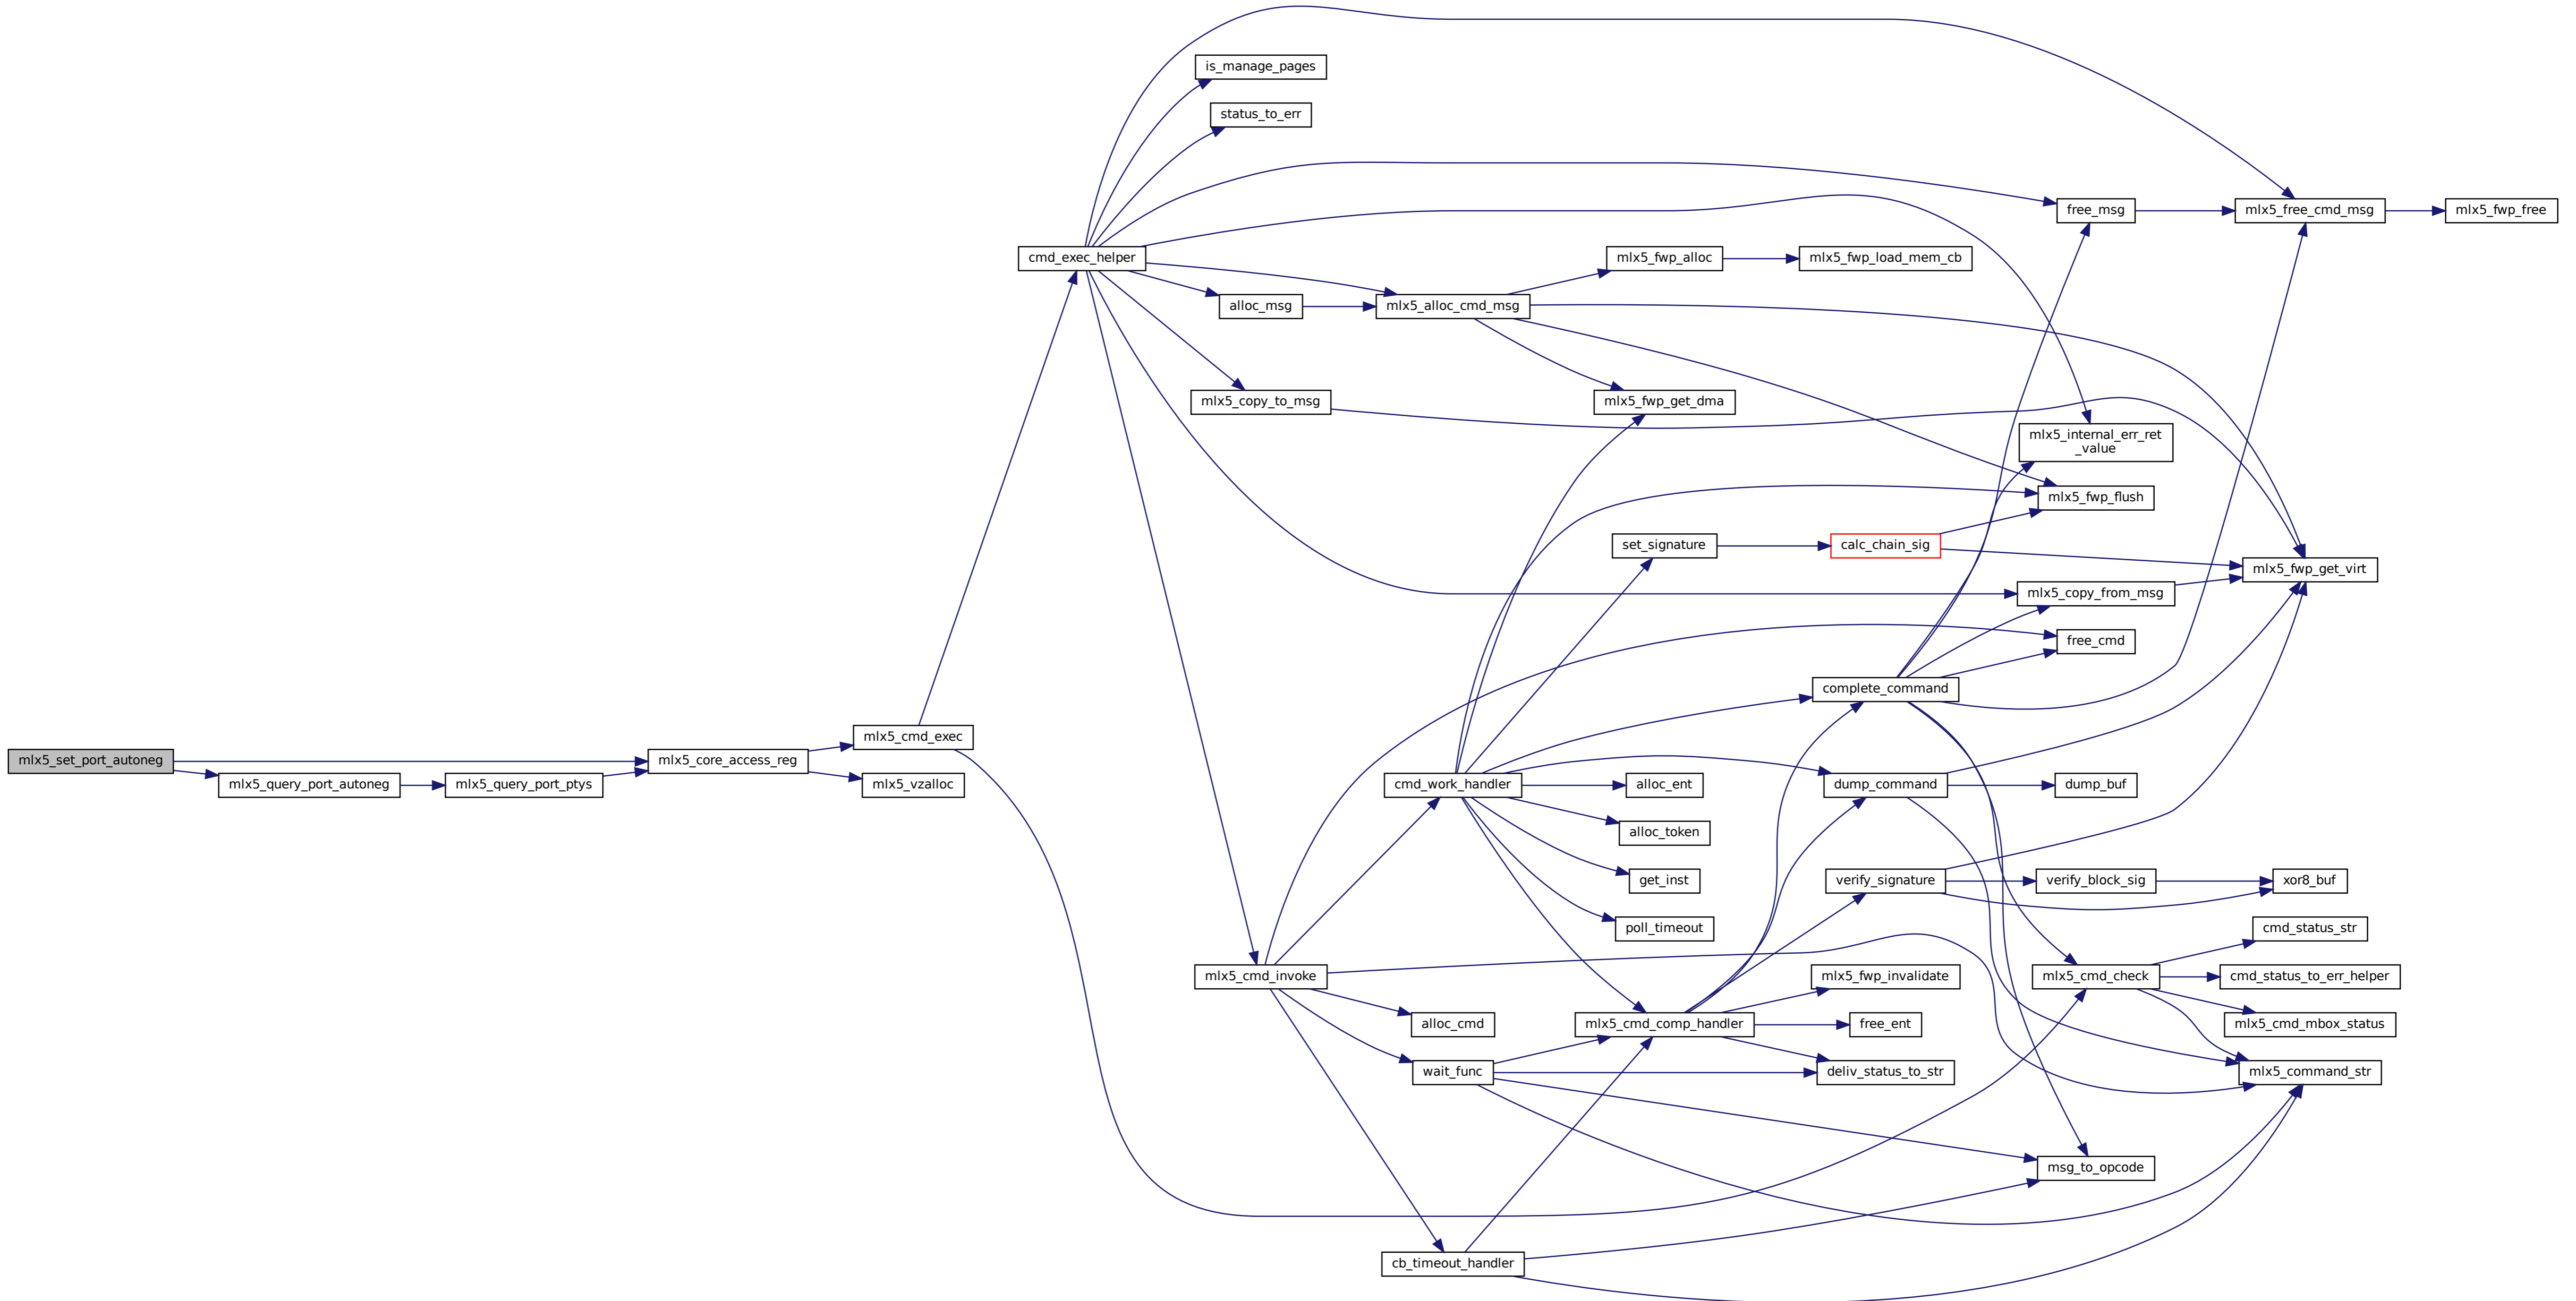 is_manage_pages
status_to_err
free_msg
mlx5_free_cmd_msg
mlx5_fwp_free
cmd_exec_helper
mlx5_fwp_alloc
mlx5_fwp_load_mem_cb
alloc_msg
mlx5_alloc_cmd_msg
mlx5_copy_to_msg
mlx5_fwp_get_dma
mlx5_internal_err_ret
_value
mlx5_fwp_flush
set_signature
calc_chain_sig
mlx5_fwp_get_virt
mlx5_copy_from_msg
free_cmd
complete_command
mlx5_cmd_exec
mlx5_set_port_autoneg
mlx5_core_access_reg
mlx5_query_port_autoneg
mlx5_query_port_ptys
mlx5_vzalloc
cmd_work_handler
alloc_ent
dump_command
dump_buf
alloc_token
get_inst
verify_signature
verify_block_sig
xor8_buf
poll_timeout
cmd_status_str
mlx5_cmd_invoke
mlx5_fwp_invalidate
mlx5_cmd_check
cmd_status_to_err_helper
alloc_cmd
mlx5_cmd_comp_handler
free_ent
mlx5_cmd_mbox_status
wait_func
deliv_status_to_str
mlx5_command_str
msg_to_opcode
cb_timeout_handler